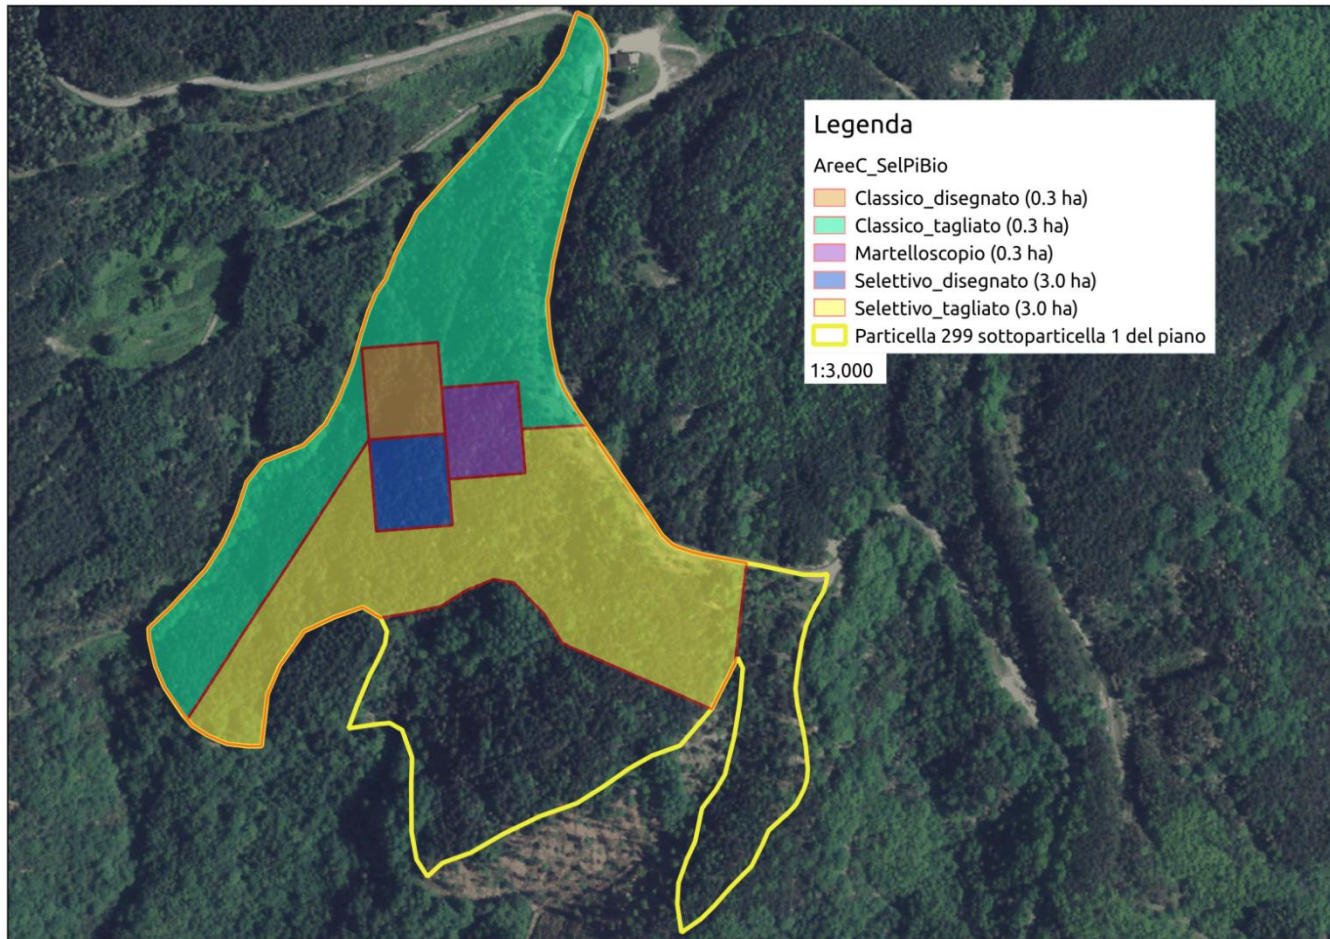 Legenda
AreeC_SelPiBio
Classico_disegnato (0.3 ha)
Classico_tagliato (0.3 ha)
Martelloscopio (0.3 ha)
Selettivo_disegnato (3.0 ha)
Selettivo_tagliato (3.0 ha)
Particella 299 sottoparticella 1 del piano
1:3,000